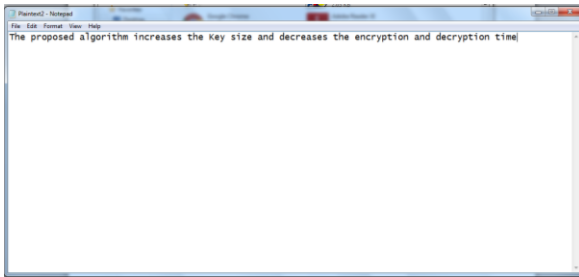 Plaintext2 - Notepad
File Edit Format View Help
The proposed algorithm increases the Key size and decreases the encryption and decryption time